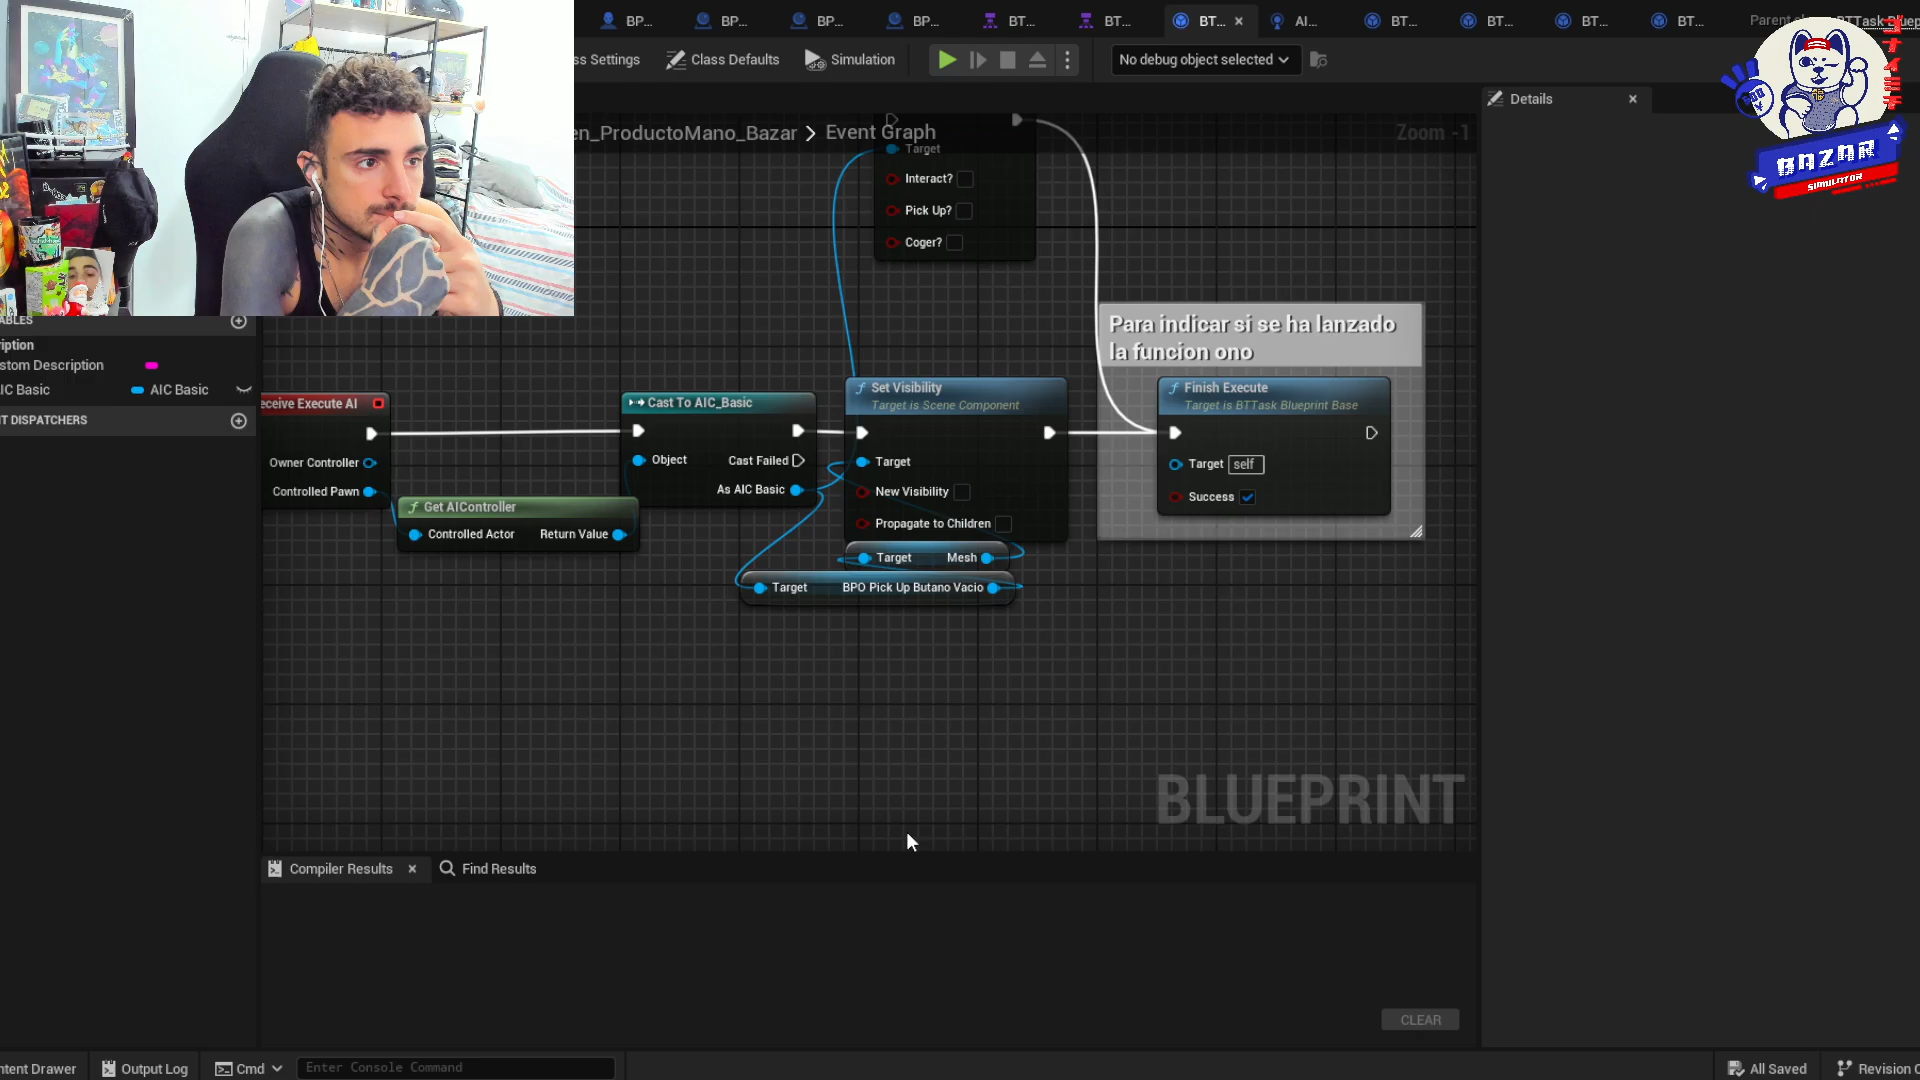 BP...
BP...
BP...
BP...
BT...
BT...
BT...
AI...
BT...
BT...
BT...
BT...
ss Settings
Class Defaults
Simulation
No debug object selected
Details
BAZAR
SIMULATOR
en_ProductoMano_Bazar > Event Graph
Zoom -1
Target
Interact?
Pick Up?
Coger?
Para indicar si se ha lanzado
la funcion ono
ABLES
iption
stom Description
IC Basic
AIC Basic
T DISPATCHERS
eceive Execute AI
Owner Controller
Controlled Pawn
Get AIController
Controlled Actor
Return Value
Cast To AIC_Basic
Object
Cast Failed
As AIC Basic
Set Visibility
Target is Scene Component
Target
New Visibility
Propagate to Children
Target
Mesh
Target
BPO Pick Up Butano Vacio
Finish Execute
Target is BTTask Blueprint Base
Target
self
Success
BLUEPRINT
Compiler Results
Find Results
CLEAR
ntent Drawer
Output Log
Cmd
Enter Console Command
All Saved
Revision C